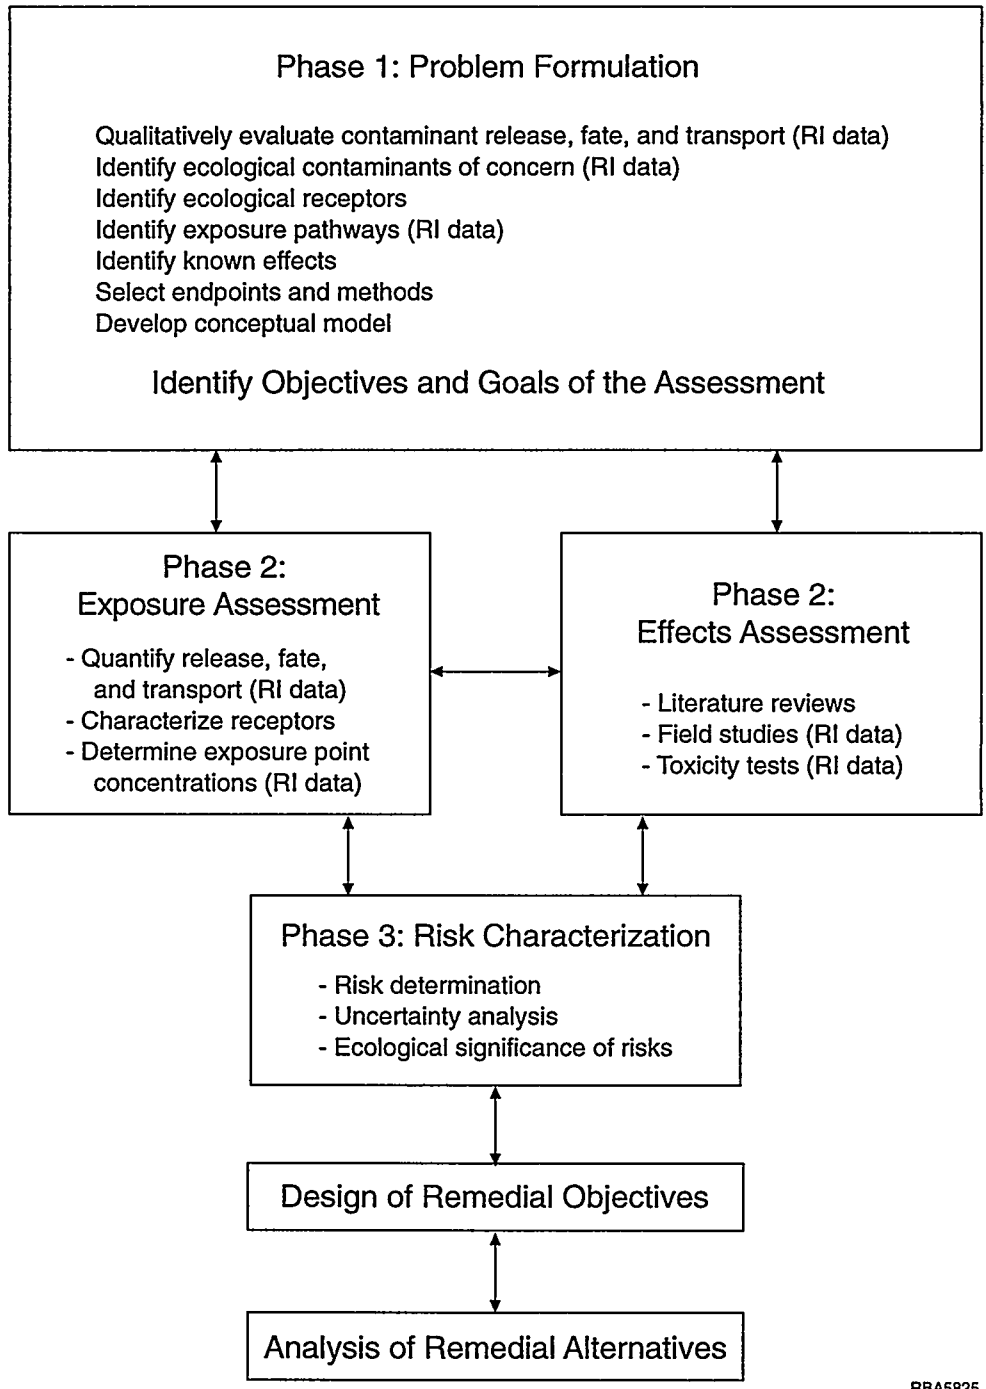 Phase 1: Problem Formulation
Qualitatively evaluate contaminant release, fate, and transport (RI data)
Identify ecological contaminants of concern (RI data)
Identify ecological receptors
Identify exposure pathways (RI data)
Identify known effects
Select endpoints and methods
Develop conceptual model
Identify Objectives and Goals of the Assessment
Phase 2:
Exposure Assessment
- Quantify release, fate,
and transport (RI data)
- Characterize receptors
- Determine exposure point
concentrations (RI data)
Phase 2:
Effects Assessment
- Literature reviews
- Field studies (RI data)
- Toxicity tests (RI data)
Phase 3: Risk Characterization
- Risk determination
- Uncertainty analysis
- Ecological significance of risks
Design of Remedial Objectives
Analysis of Remedial Alternatives